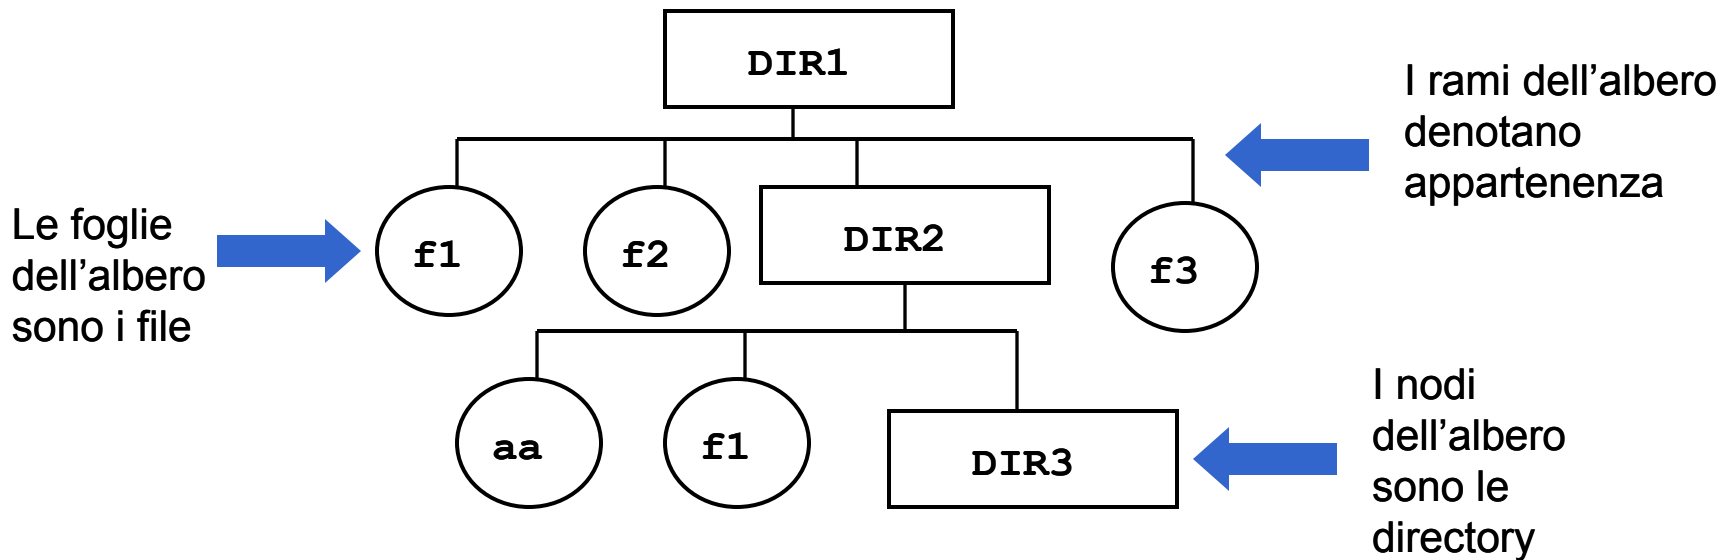 DIR1
I rami dell’albero
denotano
appartenenza
Le foglie
dell’albero
sono i file
f1
f2
DIR2
f3
aa
f1
DIR3
I nodi
dell’albero
sono le
directory